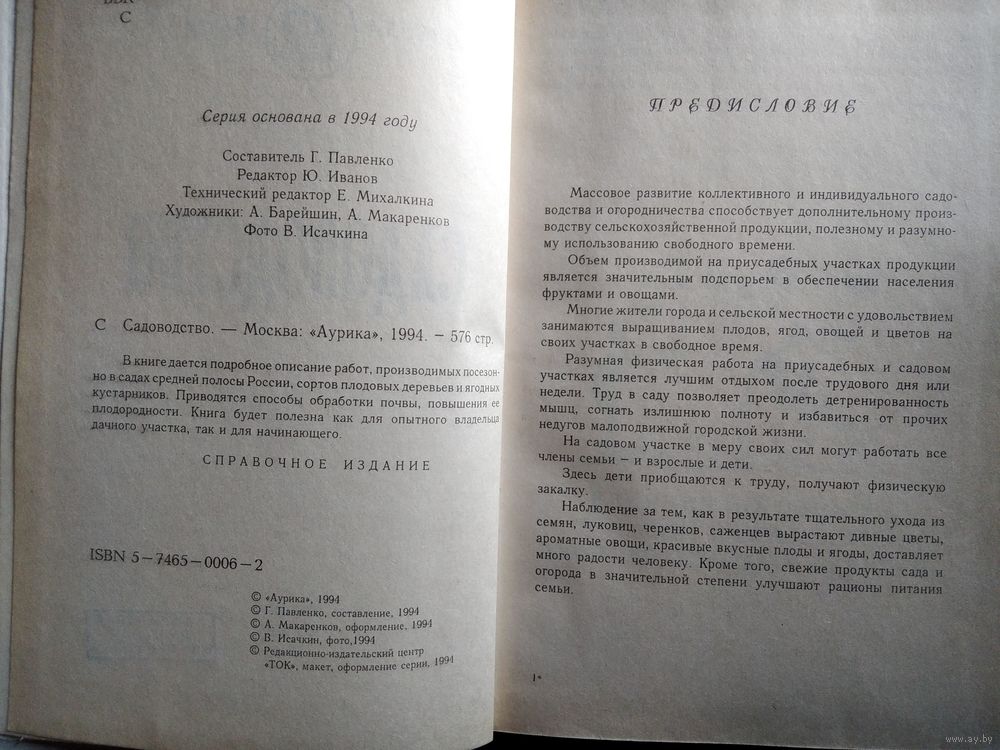 ББК
С
Серия основана в 1994 году
Составитель Г. Павленко
Редактор Ю. Иванов
Технический редактор Е. Михалкина
Художники: А. Барейшин, А. Макаренков
Фото В. Исачкина
С Садоводство. — Москва: «Аурика», 1994. – 576 стр.
В книге дается подробное описание работ, производимых посезон-
но в садах средней полосы России, сортов плодовых деревьев и ягодных
кустарников. Приводятся способы обработки почвы, повышения ее
плодородности. Книга будет полезна как для опытного владельца
дачного участка, так и для начинающего.
СПРАВОЧНОЕ ИЗДАНИЕ
ISBN 5–7465–0006–2
© «Аурика», 1994
© Г. Павленко, составление, 1994
© А. Макаренков, оформление, 1994
© В. Исачкин, фото,1994
© Редакционно-издательский центр
«ТОК», макет, оформление серии, 1994
ПРЕДИСЛОВИЕ
Массовое развитие коллективного и индивидуального садо-
водства и огородничества способствует дополнительному произ-
водству сельскохозяйственной продукции, полезному и разумно-
му использованию свободного времени.
Объем производимой на приусадебных участках продукции
является значительным подспорьем в обеспечении населения
фруктами и овощами.
Многие жители города и сельской местности с удовольствием
занимаются выращиванием плодов, ягод, овощей и цветов на
своих участках в свободное время.
Разумная физическая работа на приусадебных и садовом
участках является лучшим отдыхом после трудового дня или
недели. Труд в саду позволяет преодолеть детренированность
мышц, согнать излишнюю полноту и избавиться от прочих
недугов малоподвижной городской жизни.
На садовом участке в меру своих сил могут работать все
члены семьи – и взрослые и дети.
Здесь дети приобщаются к труду, получают физическую
закалку.
Наблюдение за тем, как в результате тщательного ухода из
семян, луковиц, черенков, саженцев вырастают дивные цветы,
ароматные овощи, красивые вкусные плоды и ягоды, доставляет
много радости человеку. Кроме того, свежие продукты сада и
огорода в значительной степени улучшают рационы питания
семьи.
1*
www.ay.by